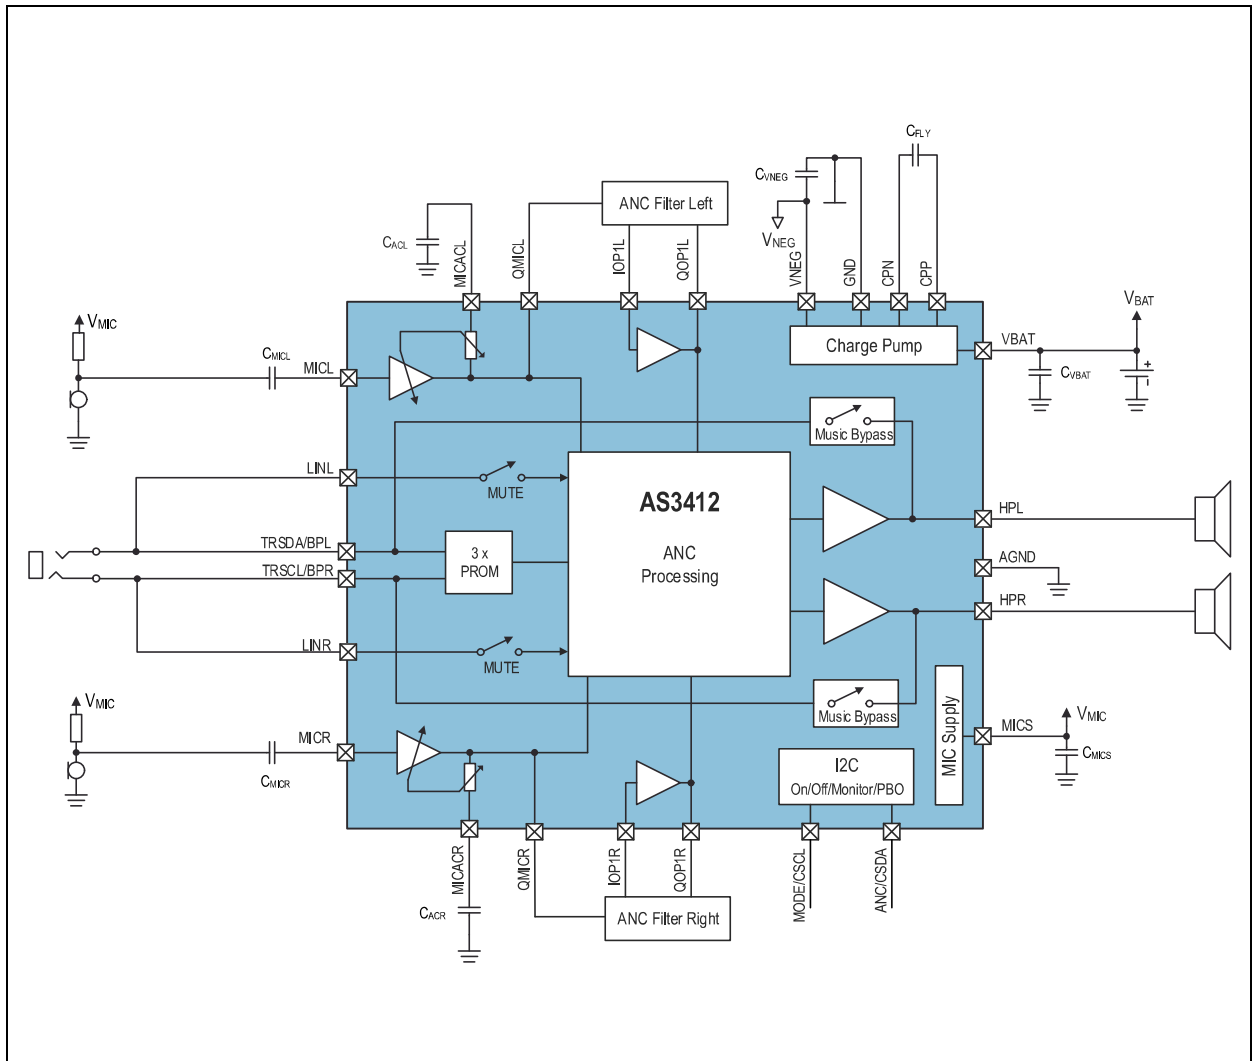 CFLY
CVNEG
ANC Filter Left
VNEG
CACL
MICACL
QMICL
IOP1L
QOP1L
VNEG
GND
CPN
CPP
VBAT
VMIC
CMICL
MICL
Charge Pump
VBAT
CVBAT
Music Bypass
LINL
MUTE
AS3412
HPL
TRSDA/BPL
3 x
PROM
ANC
Processing
AGND
TRSCL/BPR
HPR
LINR
MUTE
VMIC
Music Bypass
MIC Supply
VMIC
MICS
CMICS
MICR
CMICR
I2C
On/Off/Monitor/PBO
MICACR
QMICR
IOP1R
QOP1R
MODE/CSCL
ANC/CSDA
CACR
ANC Filter Right